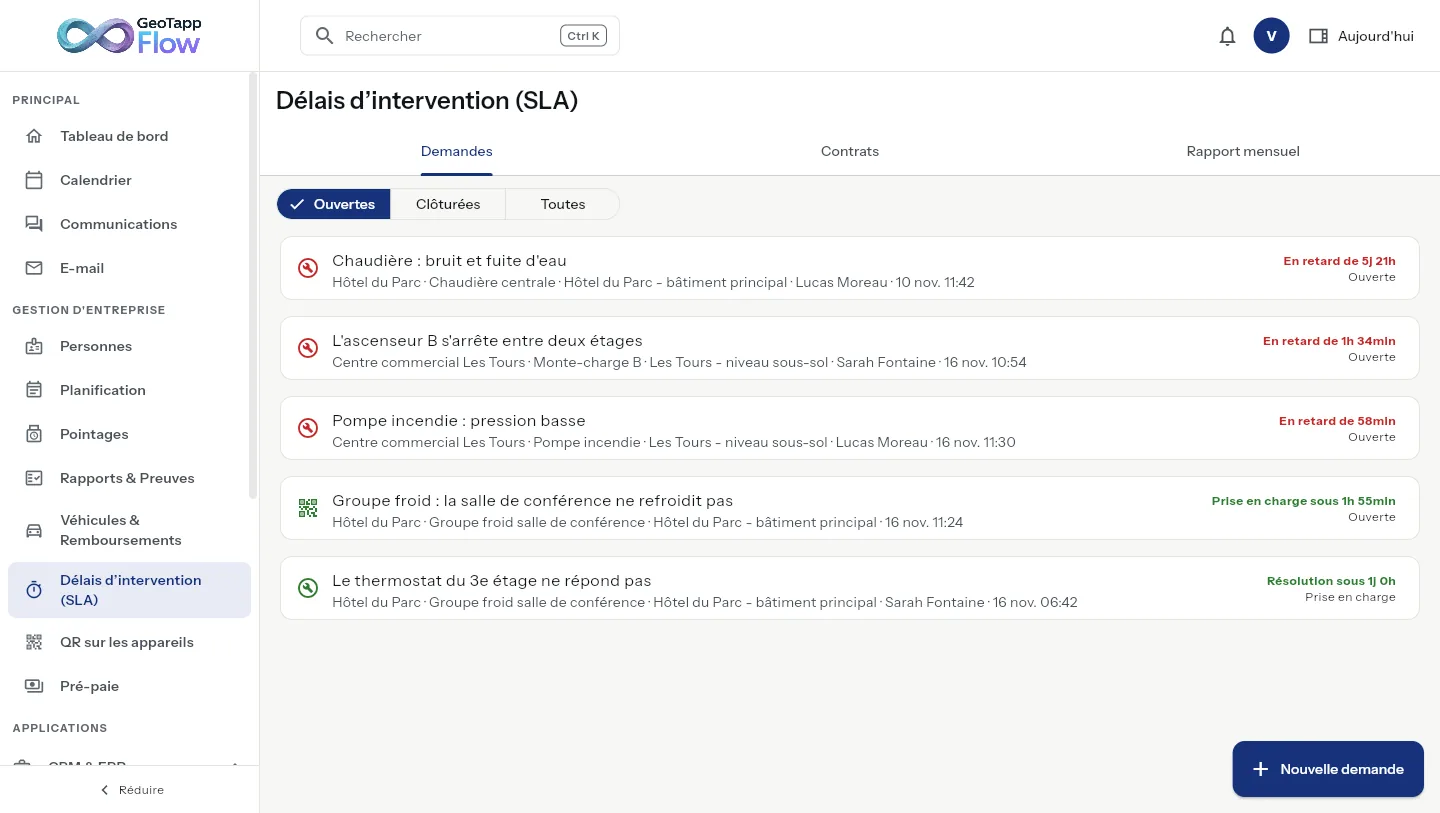 GeoTapp
Flow
Rechercher
Ctrl K
V
Aujourd'hui
PRINCIPAL
Tableau de bord
Calendrier
Communications
E-mail
GESTION D'ENTREPRISE
Personnes
Planification
Pointages
Rapports & Preuves
Véhicules &
Remboursements
Délais d’intervention
(SLA)
QR sur les appareils
Pré-paie
APPLICATIONS
CRM & ERP
Réduire
Délais d’intervention (SLA)
Demandes
Contrats
Rapport mensuel
Ouvertes
Clôturées
Toutes
Chaudière : bruit et fuite d'eau
Hôtel du Parc · Chaudière centrale · Hôtel du Parc - bâtiment principal · Lucas Moreau · 10 nov. 11:42
En retard de 5j 21h
Ouverte
L'ascenseur B s'arrête entre deux étages
Centre commercial Les Tours · Monte-charge B · Les Tours - niveau sous-sol · Sarah Fontaine · 16 nov. 10:54
En retard de 1h 34min
Ouverte
Pompe incendie : pression basse
Centre commercial Les Tours · Pompe incendie · Les Tours - niveau sous-sol · Lucas Moreau · 16 nov. 11:30
En retard de 58min
Ouverte
Groupe froid : la salle de conférence ne refroidit pas
Hôtel du Parc · Groupe froid salle de conférence · Hôtel du Parc - bâtiment principal · 16 nov. 11:24
Prise en charge sous 1h 55min
Ouverte
Le thermostat du 3e étage ne répond pas
Hôtel du Parc · Groupe froid salle de conférence · Hôtel du Parc - bâtiment principal · Sarah Fontaine · 16 nov. 06:42
Résolution sous 1j 0h
Prise en charge
Nouvelle demande